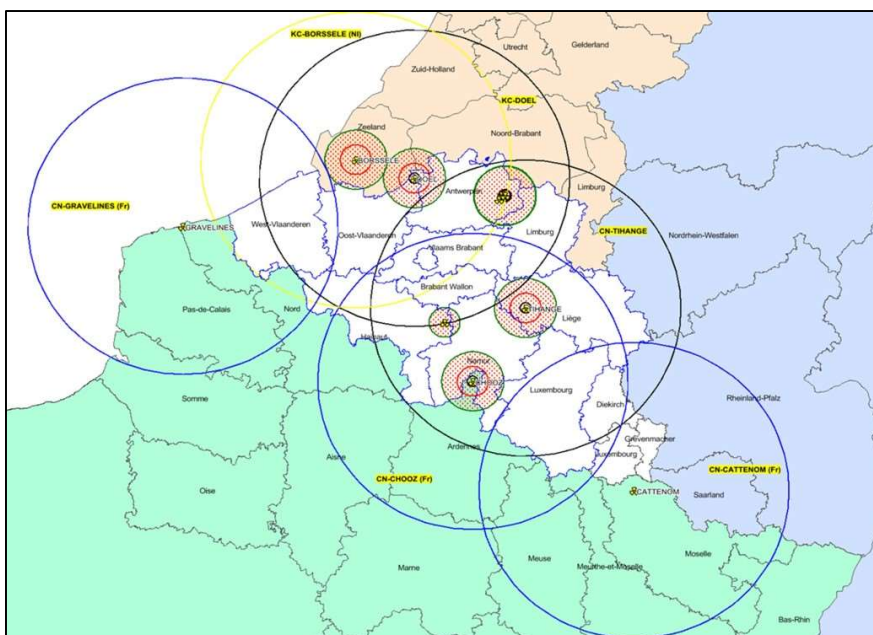 KC-BORSSELE (Nl)
Utrecht
Gelderland
Zuid-Holland
KC-DOEL
Zeeland
Noord-Brabant
BORSSELE
DOEL
Antwerpen
Limburg
CN-GRAVELINES (Fr)
GRAVELINES
West-Vlaanderen
Oost-Vlaanderen
Limburg
CN-TIHANGE
Nordrhein-Westfalen
Vlaams Brabant
Brabant Wallon
Pas-de-Calais
Nord
TIHANGE
Liège
Hainaut
Namur
CHOOZ
Luxembourg
Diekirch
Rheinland-Pfalz
Somme
Grevenmacher
Luxembourg
Aisne
Ardennes
CN-CHOOZ (Fr)
CN-CATTENOM (Fr)
Oise
CATTENOM
Saarland
Marne
Meuse
Meurthe-et-Moselle
Moselle
Bas-Rhin